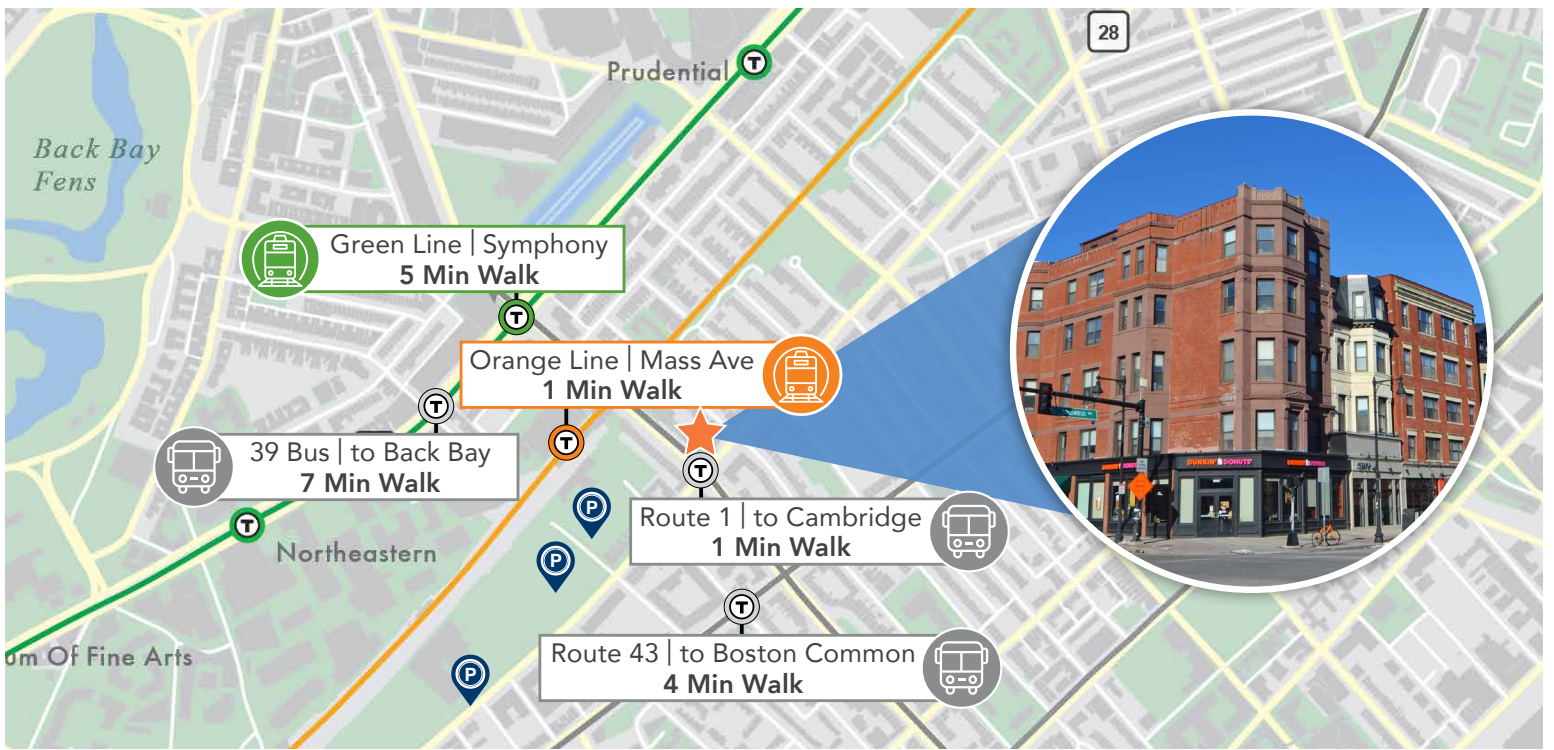 28
Prudential
T
Back Bay
Fens
Green Line | Symphony
5 Min Walk
T
Orange Line | Mass Ave
1 Min Walk
T
T
39 Bus | to Back Bay
7 Min Walk
T
Route 1 | to Cambridge
1 Min Walk
T
Northeastern
P
P
T
Route 43 | to Boston Common
4 Min Walk
um Of Fine Arts
P
DUNKIN' DONUTS